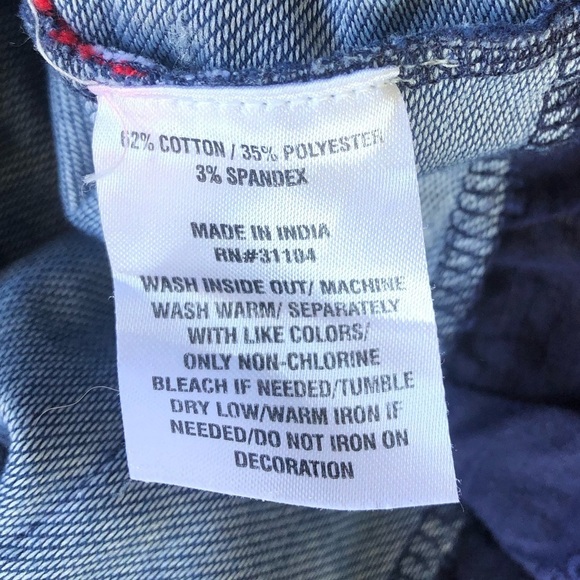 62% COTTON / 35% POLYESTER
3% SPANDEX
MADE IN INDIA
RN#31104
WASH INSIDE OUT/ MACHINE
WASH WARM/ SEPARATELY
WITH LIKE COLORS/
ONLY NON-CHLORINE
BLEACH IF NEEDED/TUMBLE
DRY LOW/WARM IRON IF
NEEDED/DO NOT IRON ON
DECORATION